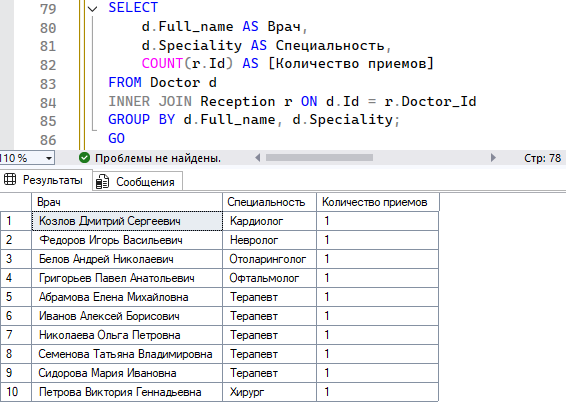 79 SELECT
80 d.Full_name AS Врач,
81 d.Speciality AS Специальность,
82 COUNT(r.Id) AS [Количество приемов]
83 FROM Doctor d
84 INNER JOIN Reception r ON d.Id = r.Doctor_Id
85 GROUP BY d.Full_name, d.Speciality;
86 GO
110 % Проблемы не найдены. Стр: 78
Результаты Сообщения
Врач Специальность Количество приемов
1 Козлов Дмитрий Сергеевич Кардиолог 1
2 Федоров Игорь Васильевич Невролог 1
3 Белов Андрей Николаевич Отоларинголог 1
4 Григорьев Павел Анатольевич Офтальмолог 1
5 Абрамова Елена Михайловна Терапевт 1
6 Иванов Алексей Борисович Терапевт 1
7 Николаева Ольга Петровна Терапевт 1
8 Семенова Татьяна Владимировна Терапевт 1
9 Сидорова Мария Ивановна Терапевт 1
10 Петрова Виктория Геннадьевна Хирург 1